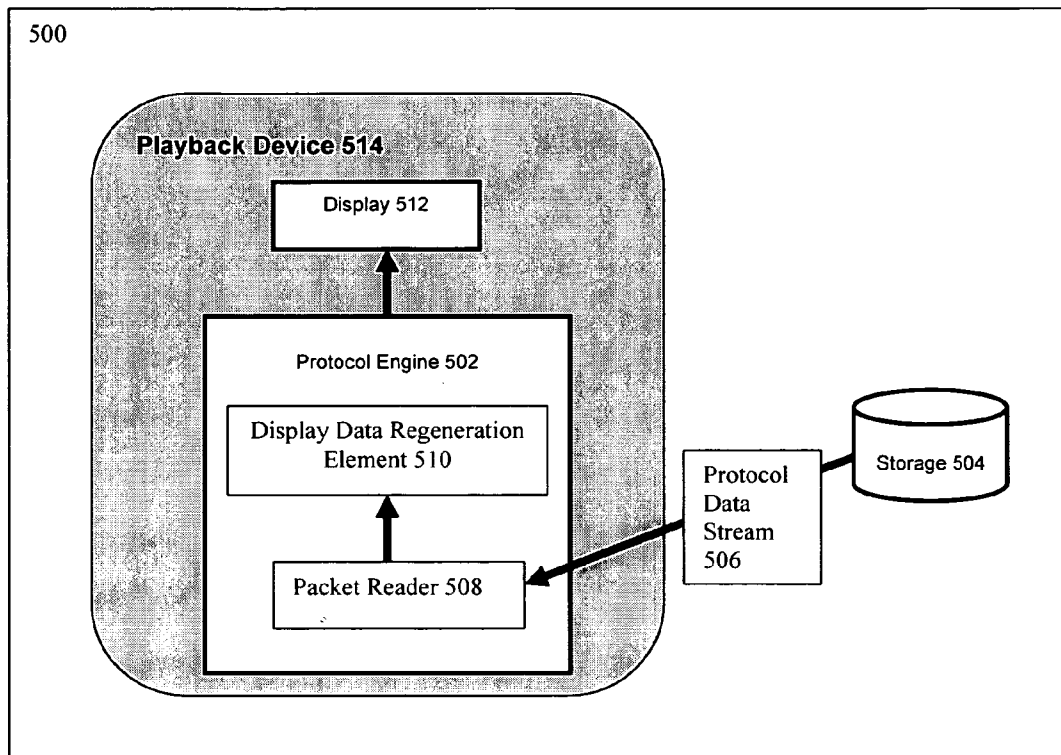 500
Playback Device 514
Display 512
Protocol Engine 502
Display Data Regeneration
Element 510
Packet Reader 508
Protocol
Data
Stream
506
Storage 504